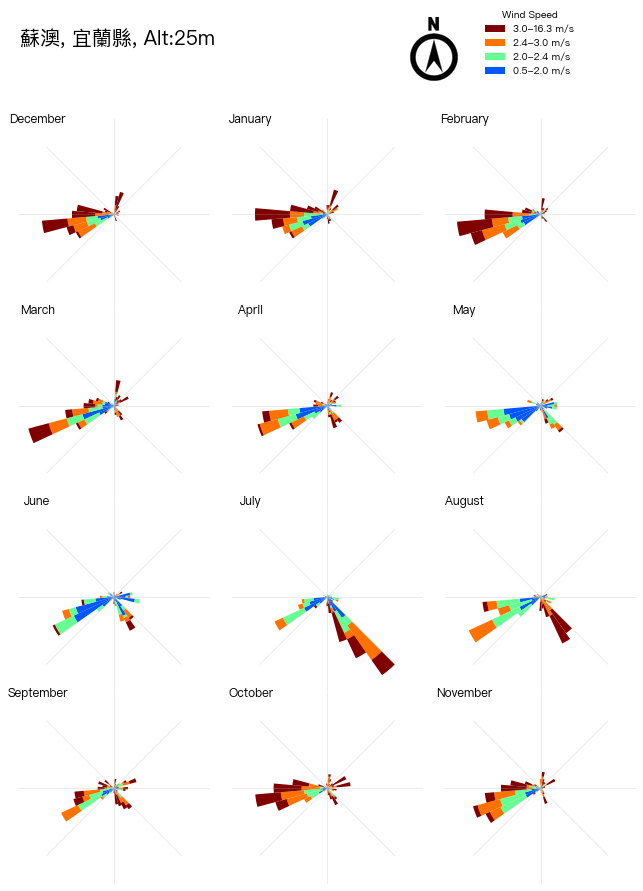 蘇澳, 宜蘭縣, Alt:25m
N
Wind Speed
3.0–16.3 m/s
2.4–3.0 m/s
2.0–2.4 m/s
0.5–2.0 m/s
December
January
February
March
April
May
June
July
August
September
October
November